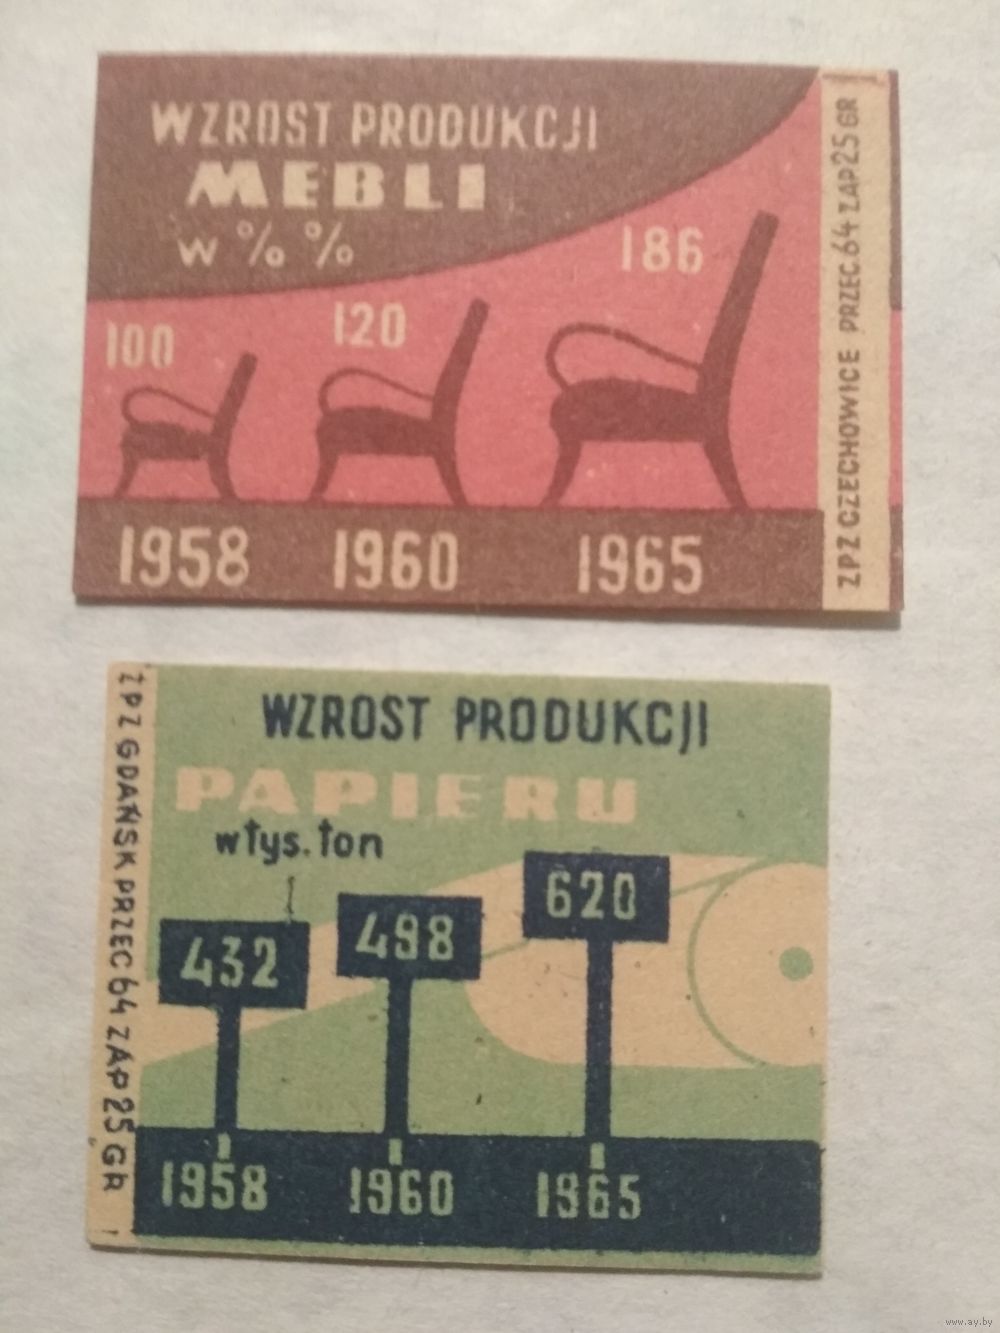 WZROST PRODUKCJI
MEBLI
w % %
100
120
186
1958
1960
1965
ZPZ CZECHOWICE PRZEC. 64 ZAP 25 GR
ZPZ GDAŃSK PRZEC 64 ZAP 25 GR
WZROST PRODUKCJI
PAPIERU
w tys. ton
432
498
620
1958
1960
1965
www.ay.by